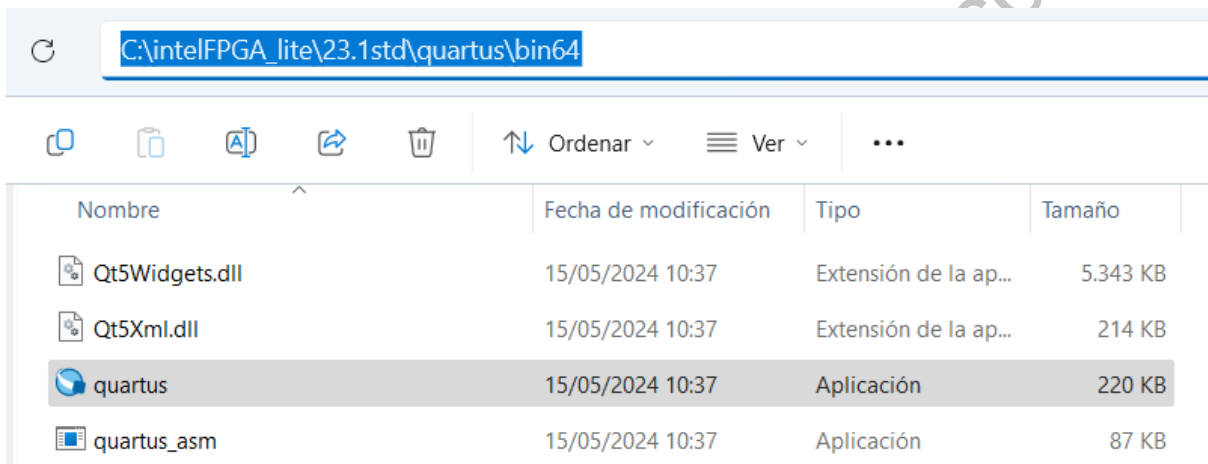 C:\intelFPGA_lite\23.1std\quartus\bin64
Ordenar Ver
Nombre Fecha de modificación Tipo Tamaño
Qt5Widgets.dll 15/05/2024 10:37 Extensión de la ap... 5.343 KB
Qt5Xml.dll 15/05/2024 10:37 Extensión de la ap... 214 KB
quartus 15/05/2024 10:37 Aplicación 220 KB
quartus_asm 15/05/2024 10:37 Aplicación 87 KB